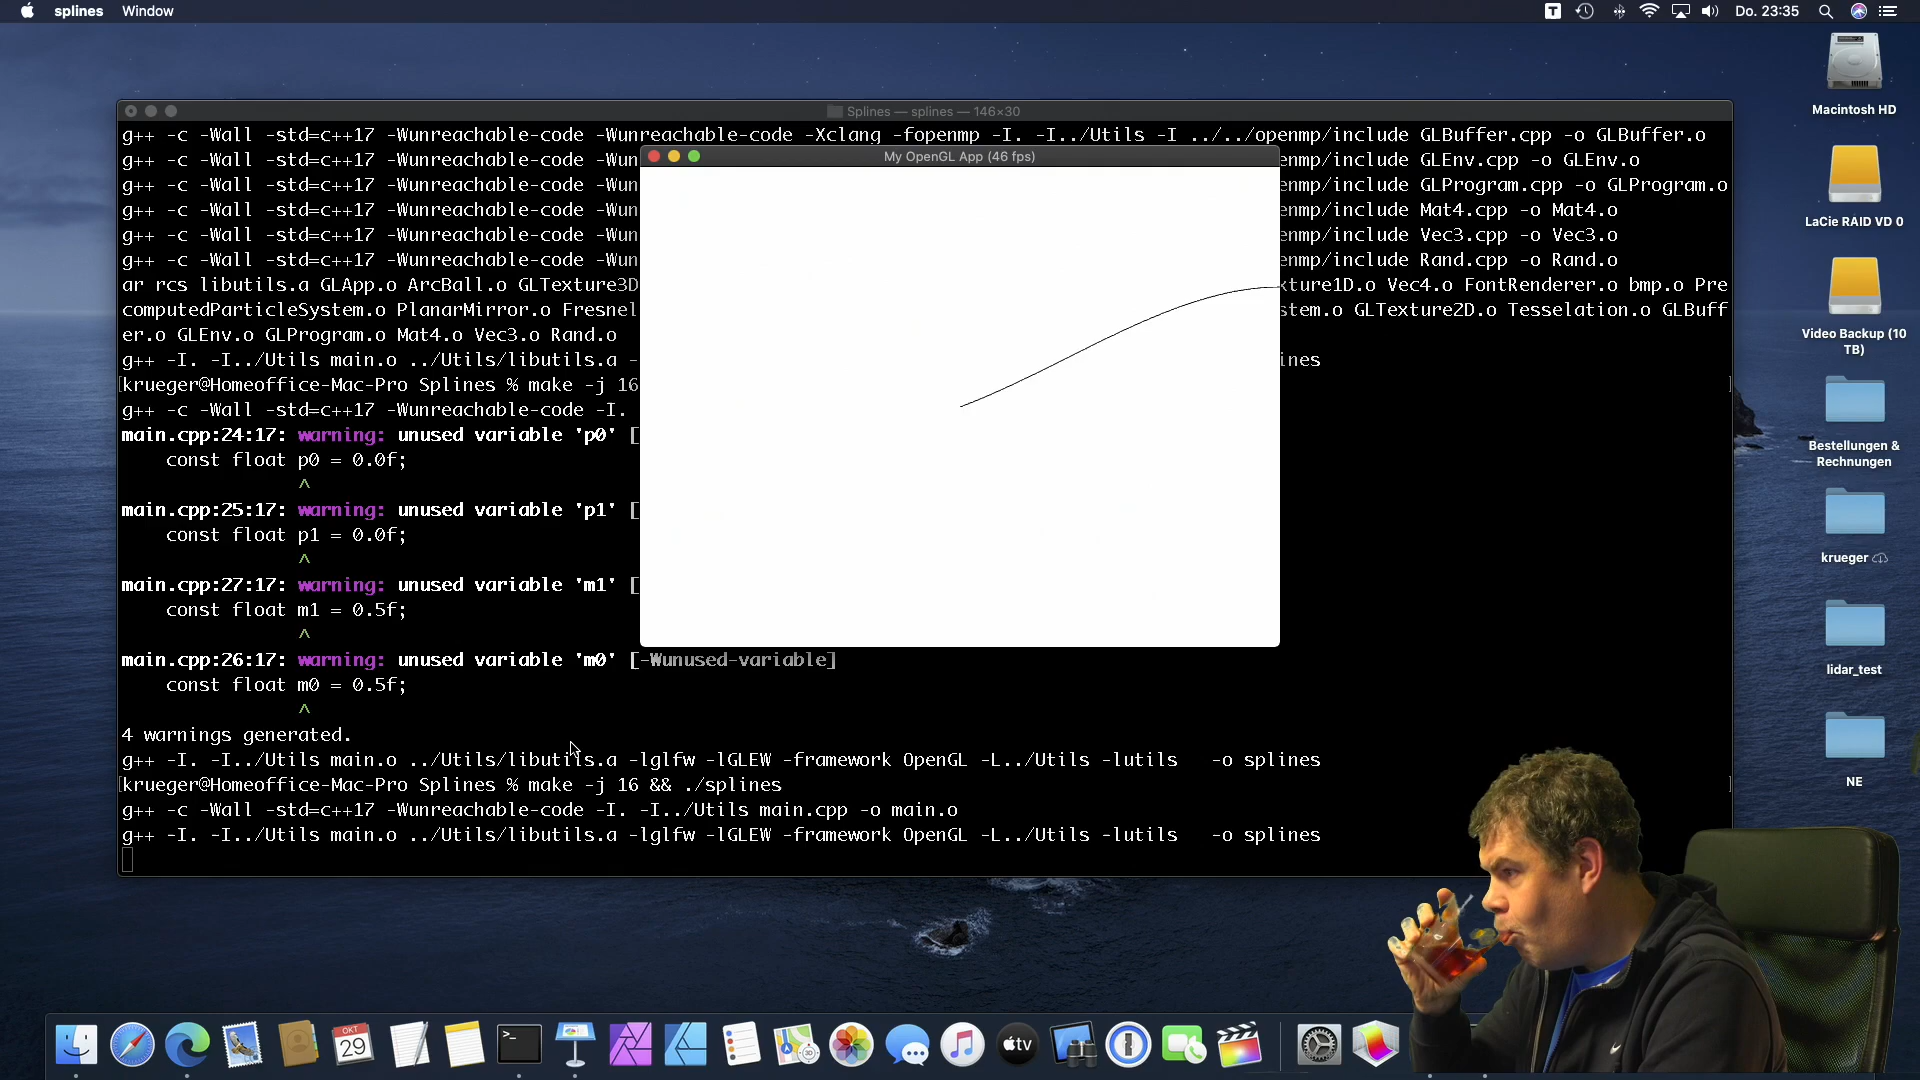 splines Window
T Do. 23:35
Splines — splines — 146×30
g++ -c -Wall -std=c++17 -Wunreachable-code -Wunreachable-code -Xclang -fopenmp -I. -I../Utils -I ../../openmp/include GLBuffer.cpp -o GLBuffer.o
g++ -c -Wall -std=c++17 -Wunreachable-code -Wun
enmp/include GLEnv.cpp -o GLEnv.o
g++ -c -Wall -std=c++17 -Wunreachable-code -Wun
enmp/include GLProgram.cpp -o GLProgram.o
g++ -c -Wall -std=c++17 -Wunreachable-code -Wun
enmp/include Mat4.cpp -o Mat4.o
g++ -c -Wall -std=c++17 -Wunreachable-code -Wun
enmp/include Vec3.cpp -o Vec3.o
g++ -c -Wall -std=c++17 -Wunreachable-code -Wun
enmp/include Rand.cpp -o Rand.o
ar rcs libutils.a GLApp.o ArcBall.o GLTexture3D
xture1D.o Vec4.o FontRenderer.o bmp.o Pre
computedParticleSystem.o PlanarMirror.o Fresnel
stem.o GLTexture2D.o Tesselation.o GLBuff
er.o GLEnv.o GLProgram.o Mat4.o Vec3.o Rand.o
g++ -I. -I../Utils main.o ../Utils/libutils.a -
ines
[krueger@Homeoffice-Mac-Pro Splines % make -j 16
]
g++ -c -Wall -std=c++17 -Wunreachable-code -I.
main.cpp:24:17: warning: unused variable 'p0' [
const float p0 = 0.0f;
^
main.cpp:25:17: warning: unused variable 'p1' [
const float p1 = 0.0f;
^
main.cpp:27:17: warning: unused variable 'm1' [
const float m1 = 0.5f;
^
main.cpp:26:17: warning: unused variable 'm0' [-Wunused-variable]
const float m0 = 0.5f;
^
4 warnings generated.
g++ -I. -I../Utils main.o ../Utils/libutils.a -lglfw -lGLEW -framework OpenGL -L../Utils -lutils   -o splines
[krueger@Homeoffice-Mac-Pro Splines % make -j 16 && ./splines ]
g++ -c -Wall -std=c++17 -Wunreachable-code -I. -I../Utils main.cpp -o main.o
g++ -I. -I../Utils main.o ../Utils/libutils.a -lglfw -lGLEW -framework OpenGL -L../Utils -lutils   -o splines
My OpenGL App (46 fps)
Macintosh HD
LaCie RAID VD 0
Video Backup (10
TB)
Bestellungen &
Rechnungen
krueger
lidar_test
NE
OKT
29
>_
3D
tv